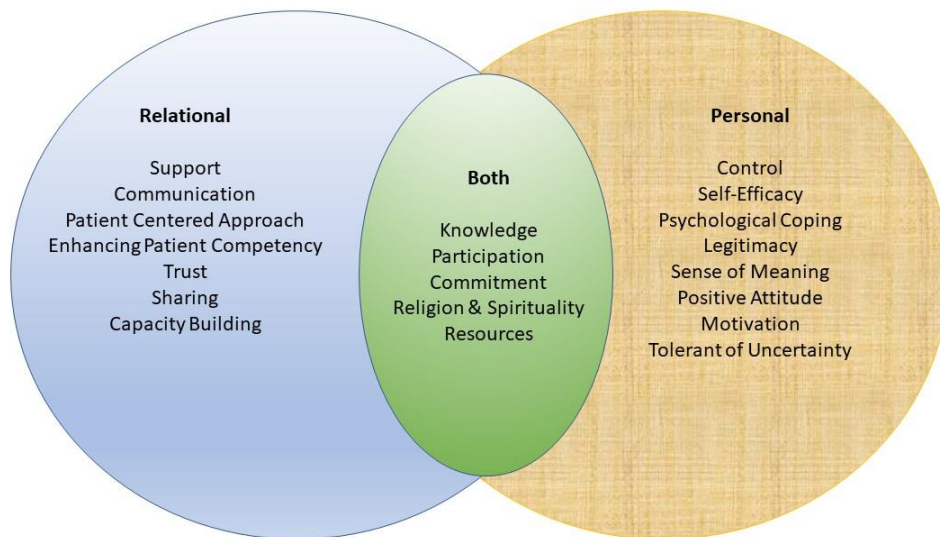 Relational
Support
Communication
Patient Centered Approach
Enhancing Patient Competency
Trust
Sharing
Capacity Building
Both
Knowledge
Participation
Commitment
Religion & Spirituality
Resources
Personal
Control
Self-Efficacy
Psychological Coping
Legitimacy
Sense of Meaning
Positive Attitude
Motivation
Tolerant of Uncertainty